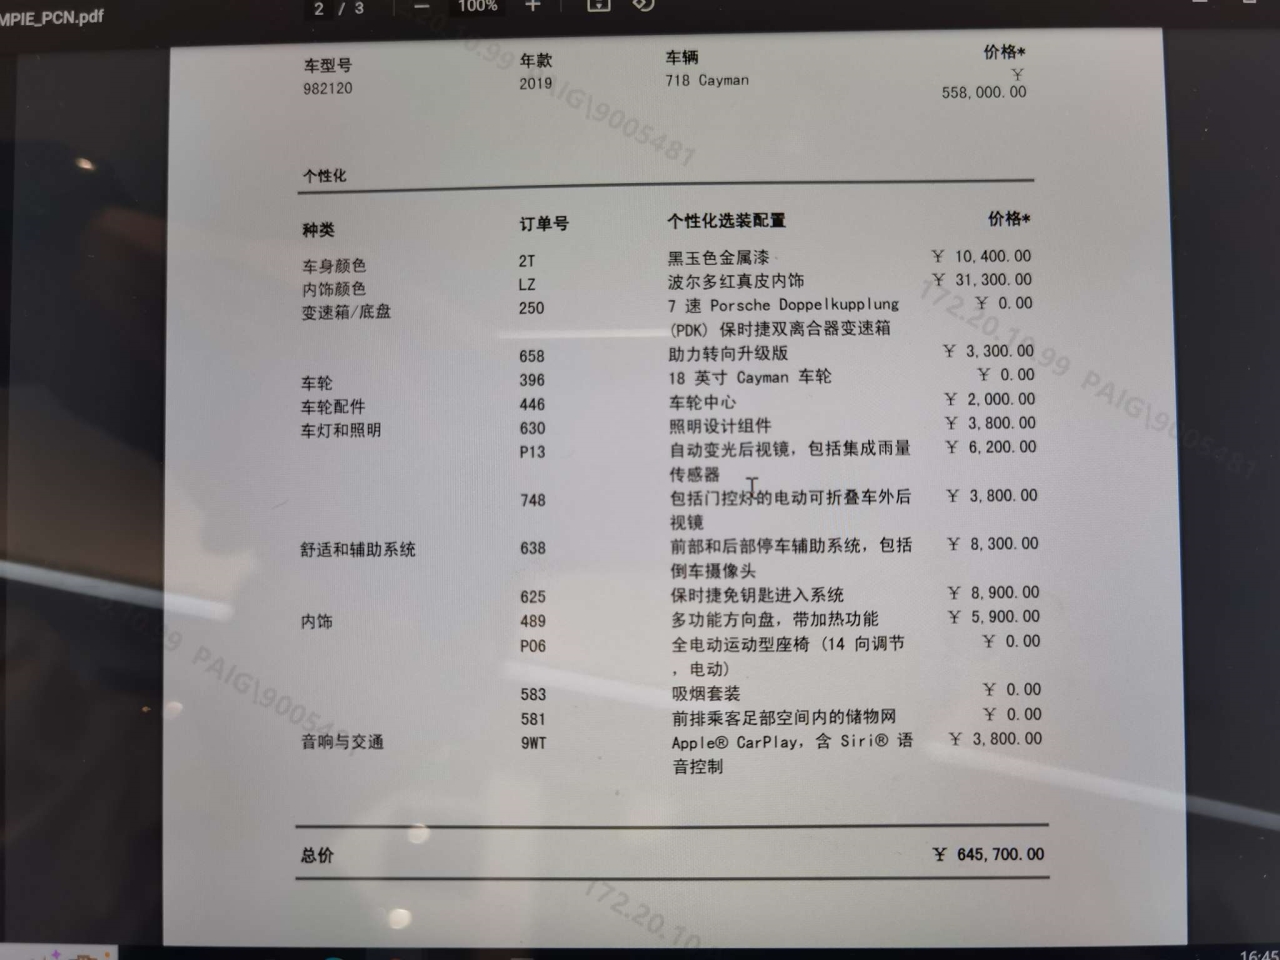 MPIE_PCN.pdf
2 / 3
100%
车型号 年款 车辆 价格*
982120 2019 718 Cayman ¥
558,000.00
个性化
种类 订单号 个性化选装配置 价格*
车身颜色 2T 黑玉色金属漆 ¥ 10,400.00
内饰颜色 LZ 波尔多红真皮内饰 ¥ 31,300.00
变速箱/底盘 250 7 速 Porsche Doppelkupplung ¥ 0.00
(PDK) 保时捷双离合器变速箱
658 助力转向升级版 ¥ 3,300.00
车轮 396 18 英寸 Cayman 车轮 ¥ 0.00
车轮配件 446 车轮中心 ¥ 2,000.00
车灯和照明 630 照明设计组件 ¥ 3,800.00
P13 自动变光后视镜，包括集成雨量 ¥ 6,200.00
传感器
748 包括门控灯的电动可折叠车外后 ¥ 3,800.00
视镜
舒适和辅助系统 638 前部和后部停车辅助系统，包括 ¥ 8,300.00
倒车摄像头
625 保时捷免钥匙进入系统 ¥ 8,900.00
内饰 489 多功能方向盘，带加热功能 ¥ 5,900.00
P06 全电动运动型座椅 (14 向调节 ¥ 0.00
，电动)
583 吸烟套装 ¥ 0.00
581 前排乘客足部空间内的储物网 ¥ 0.00
音响与交通 9WT Apple® CarPlay，含 Siri® 语 ¥ 3,800.00
音控制
总价 ¥ 645,700.00
PAIG\9005481
172.20.10.99 PAIG\9005481
PAIG\9005481
172.20.10
16:45